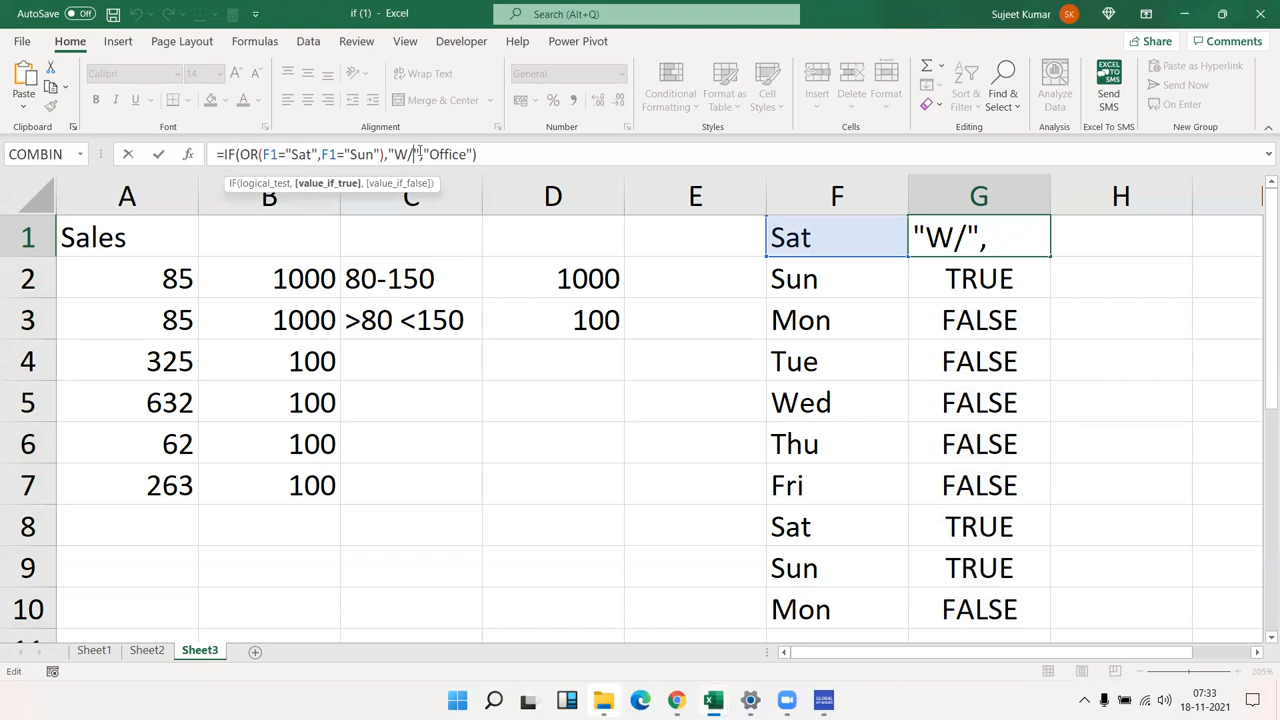 AutoSave Off
if (1) - Excel
Search (Alt+Q)
Sujeet Kumar SK
File Home Insert Page Layout Formulas Data Review View Developer Help Power Pivot
Share Comments
Calibri 14
Wrap Text
General
Paste
B I U
Merge & Center
Conditional Formatting
Format as Table
Cell Styles
Insert Delete Format
Sort & Filter
Find & Select
Analyze Data
Send SMS
Paste as Hyperlink
Send Now
On Enter
Clipboard Font Alignment Number Styles Cells Editing Analysis Excel To SMS New Group
COMBIN
=IF(OR(F1="Sat",F1="Sun"),"W/","Office")
IF(logical_test, [value_if_true], [value_if_false])
A B C D E F G H
1 Sales Sat "W/",
2 85 1000 80-150 1000 Sun TRUE
3 85 1000 >80 <150 100 Mon FALSE
4 325 100 Tue FALSE
5 632 100 Wed FALSE
6 62 100 Thu FALSE
7 263 100 Fri FALSE
8 Sat TRUE
9 Sun TRUE
10 Mon FALSE
Sheet1 Sheet2 Sheet3
Edit
205%
07:33
18-11-2021